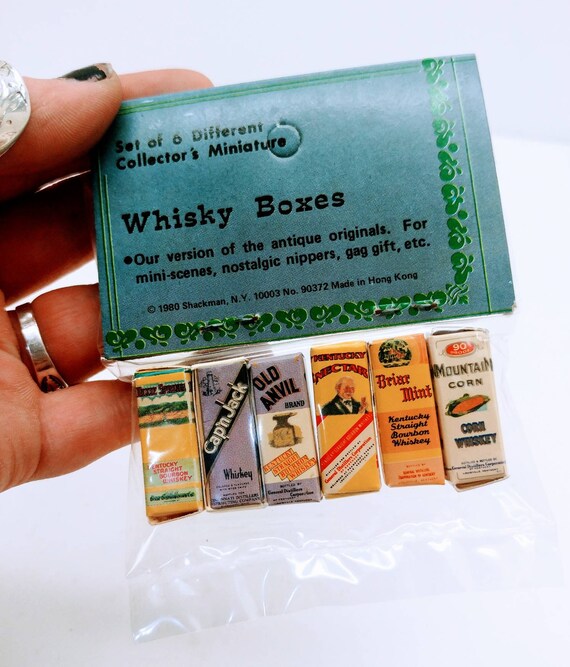 Set of 6 Different
Collector's Miniature
Whisky Boxes
•Our version of the antique originals. For
mini-scenes, nostalgic nippers, gag gift, etc.
© 1980 Shackman, N.Y. 10003 No. 90372 Made in Hong Kong
KENTUCKY
STRAIGHT
BOURBON
WHISKEY
Cap'n Jack
Whiskey
OLD
ANVIL
BRAND
KENTUCKY
NECTAR
Briar
Mint
Kentucky
Straight
Bourbon
Whiskey
90
MOUNTAIN
CORN
CORN
WHISKEY